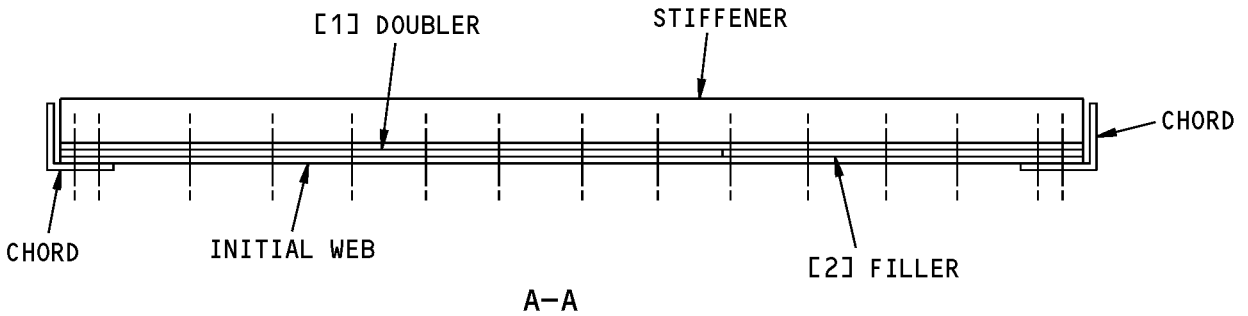 [1] DOUBLER
STIFFENER
CHORD
CHORD
INITIAL WEB
[2] FILLER
A-A